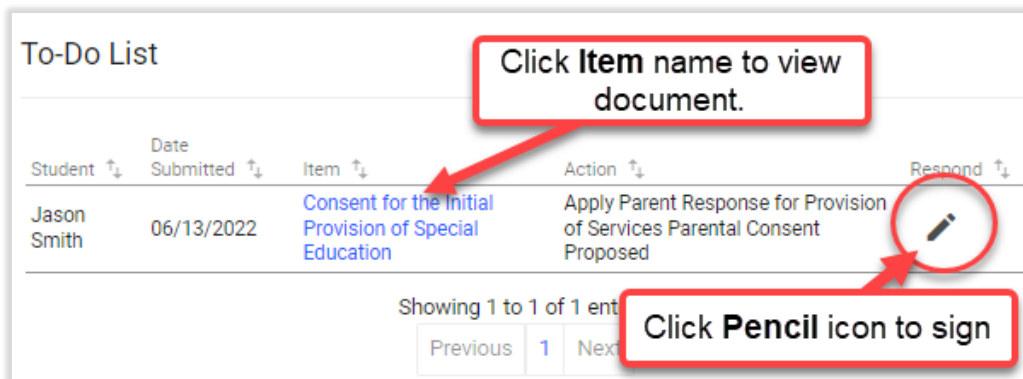 To-Do List
Click Item name to view
document.
Student
Date
Submitted
Item
Action
Respond
Jason
Smith
06/13/2022
Consent for the Initial
Provision of Special
Education
Apply Parent Response for Provision
of Services Parental Consent
Proposed
Showing 1 to 1 of 1 ent
Click Pencil icon to sign
Previous 1 Next